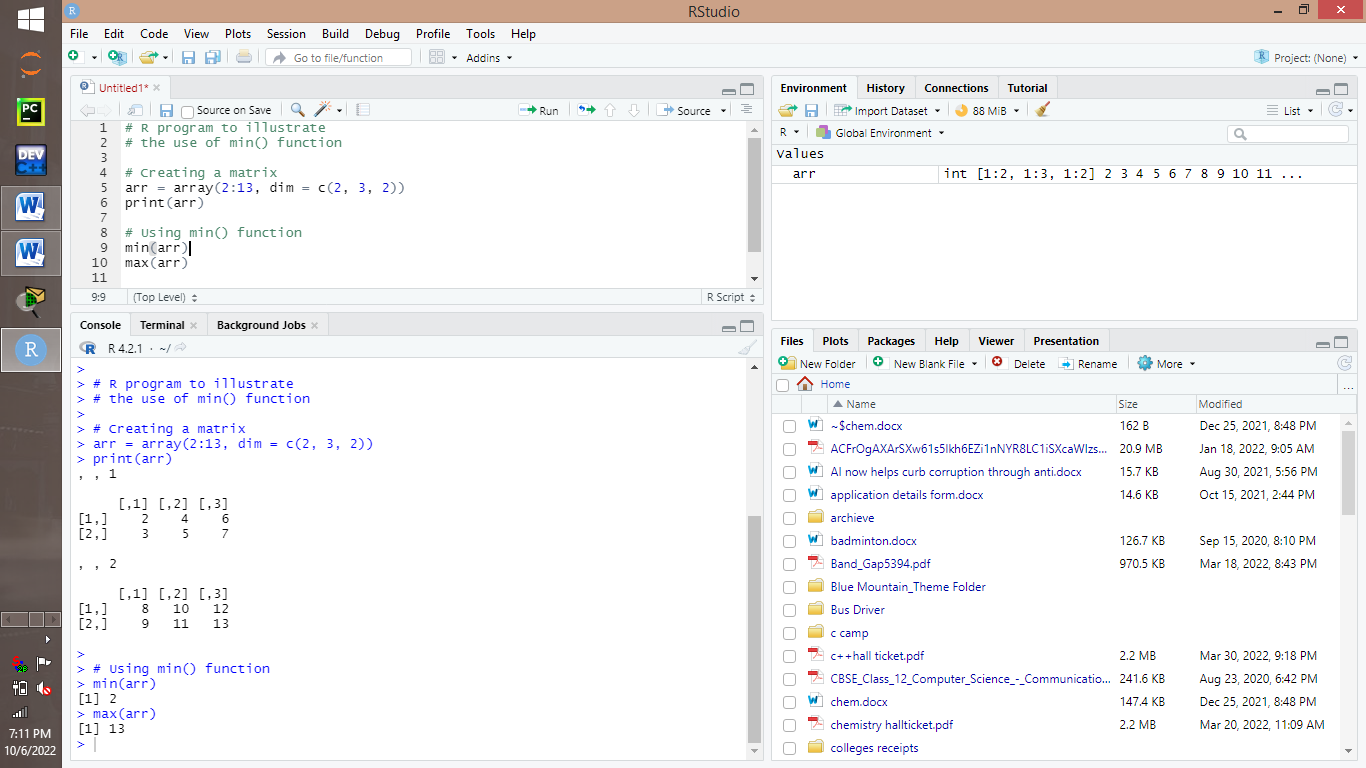 RStudio
File Edit Code View Plots Session Build Debug Profile Tools Help
Go to file/function Addins Project: (None)
Untitled1*
Source on Save Run Source
1 # R program to illustrate
2 # the use of min() function
3
4 # Creating a matrix
5 arr = array(2:13, dim = c(2, 3, 2))
6 print(arr)
7
8 # Using min() function
9 min(arr)
10 max(arr)
11
9:9 (Top Level) R Script
Console Terminal Background Jobs
R 4.2.1 · ~/
>
> # R program to illustrate
> # the use of min() function
>
> # Creating a matrix
> arr = array(2:13, dim = c(2, 3, 2))
> print(arr)
, , 1
[,1] [,2] [,3]
[1,] 2 4 6
[2,] 3 5 7
, , 2
[,1] [,2] [,3]
[1,] 8 10 12
[2,] 9 11 13
>
> # Using min() function
> min(arr)
[1] 2
> max(arr)
[1] 13
>
Environment History Connections Tutorial
Import Dataset 88 MiB List
R Global Environment
Values
arr int [1:2, 1:3, 1:2] 2 3 4 5 6 7 8 9 10 11 ...
Files Plots Packages Help Viewer Presentation
New Folder New Blank File Delete Rename More
Home ...
Name Size Modified
~$chem.docx 162 B Dec 25, 2021, 8:48 PM
ACFrOgAXArSXw61s5Ikh6EZi1nNYR8LC1iSXcaWIzs... 20.9 MB Jan 18, 2022, 9:05 AM
AI now helps curb corruption through anti.docx 15.7 KB Aug 30, 2021, 5:56 PM
application details form.docx 14.6 KB Oct 15, 2021, 2:44 PM
archieve
badminton.docx 126.7 KB Sep 15, 2020, 8:10 PM
Band_Gap5394.pdf 970.5 KB Mar 18, 2022, 8:43 PM
Blue Mountain_Theme Folder
Bus Driver
c camp
c++hall ticket.pdf 2.2 MB Mar 30, 2022, 9:18 PM
CBSE_Class_12_Computer_Science_-_Communicatio... 241.6 KB Aug 23, 2020, 6:42 PM
chem.docx 147.4 KB Dec 25, 2021, 8:48 PM
chemistry hallticket.pdf 2.2 MB Mar 20, 2022, 11:09 AM
colleges receipts
PC
DEV
C++
W
W
R
7:11 PM
10/6/2022